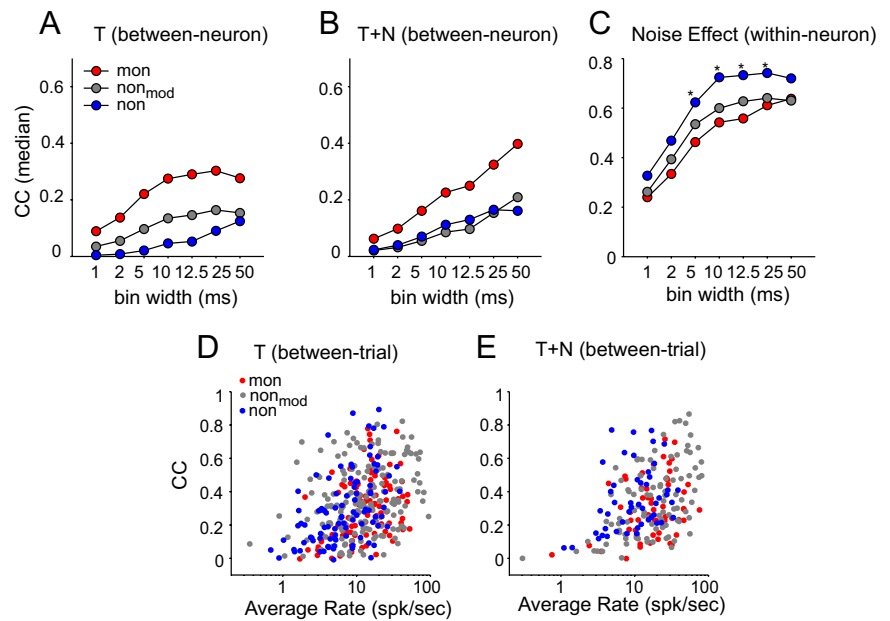 A T (between-neuron)
B T+N (between-neuron)
C Noise Effect (within-neuron)
CC (median)
0.6
0.4
0.2
0
mon
non mod
non
1 2 5 10 12.5 25 50
bin width (ms)
0.6
0.4
0.2
0
1 2 5 10 12.5 25 50
bin width (ms)
0.8
0.6
0.4
0.2
0
* * * *
1 2 5 10 12.5 25 50
bin width (ms)
D T (between-trial)
E T+N (between-trial)
CC
1
0.8
0.6
0.4
0.2
0
mon
non mod
non
1 10 100
Average Rate (spk/sec)
1
0.8
0.6
0.4
0.2
0
1 10 100
Average Rate (spk/sec)